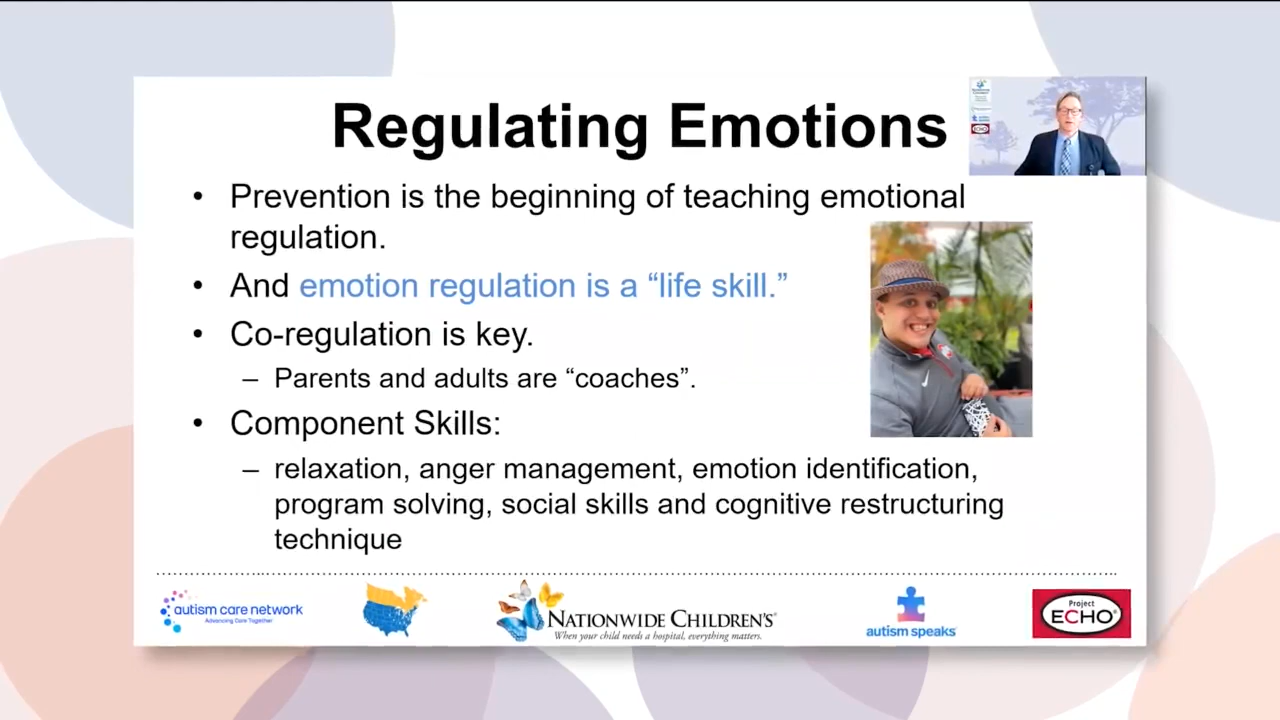 Regulating Emotions
• Prevention is the beginning of teaching emotional
regulation.
• And emotion regulation is a “life skill.”
• Co-regulation is key.
– Parents and adults are “coaches”.
• Component Skills:
– relaxation, anger management, emotion identification,
program solving, social skills and cognitive restructuring
technique
autism care network
Advancing Care Together
NATIONWIDE CHILDREN'S®
When your child needs a hospital, everything matters.
autism speaks
Project
ECHO®
ECHO